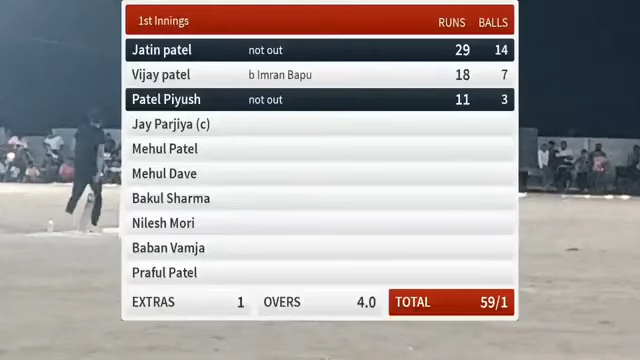 1st Innings RUNS BALLS
Jatin patel not out 29 14
Vijay patel b Imran Bapu 18 7
Patel Piyush not out 11 3
Jay Parjiya (c)
Mehul Patel
Mehul Dave
Bakul Sharma
Nilesh Mori
Baban Vamja
Praful Patel
EXTRAS 1 OVERS 4.0 TOTAL 59/1